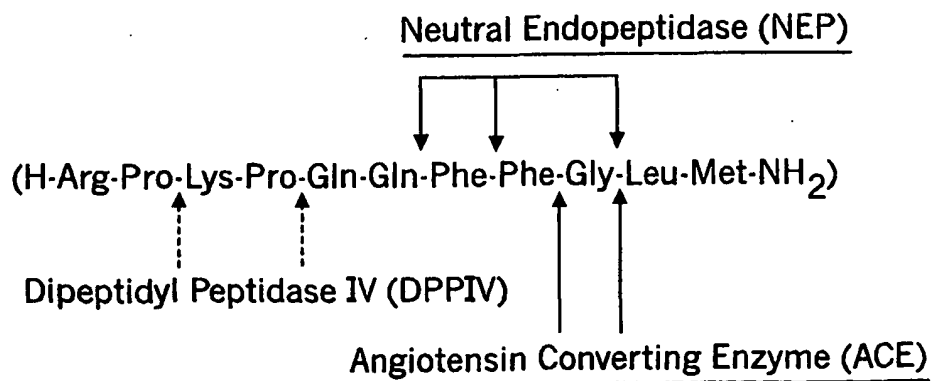 Neutral Endopeptidase (NEP)
(H-Arg-Pro-Lys-Pro-Gln-Gln-Phe-Phe-Gly-Leu-Met-NH2)
Dipeptidyl Peptidase IV (DPPIV)
Angiotensin Converting Enzyme (ACE)